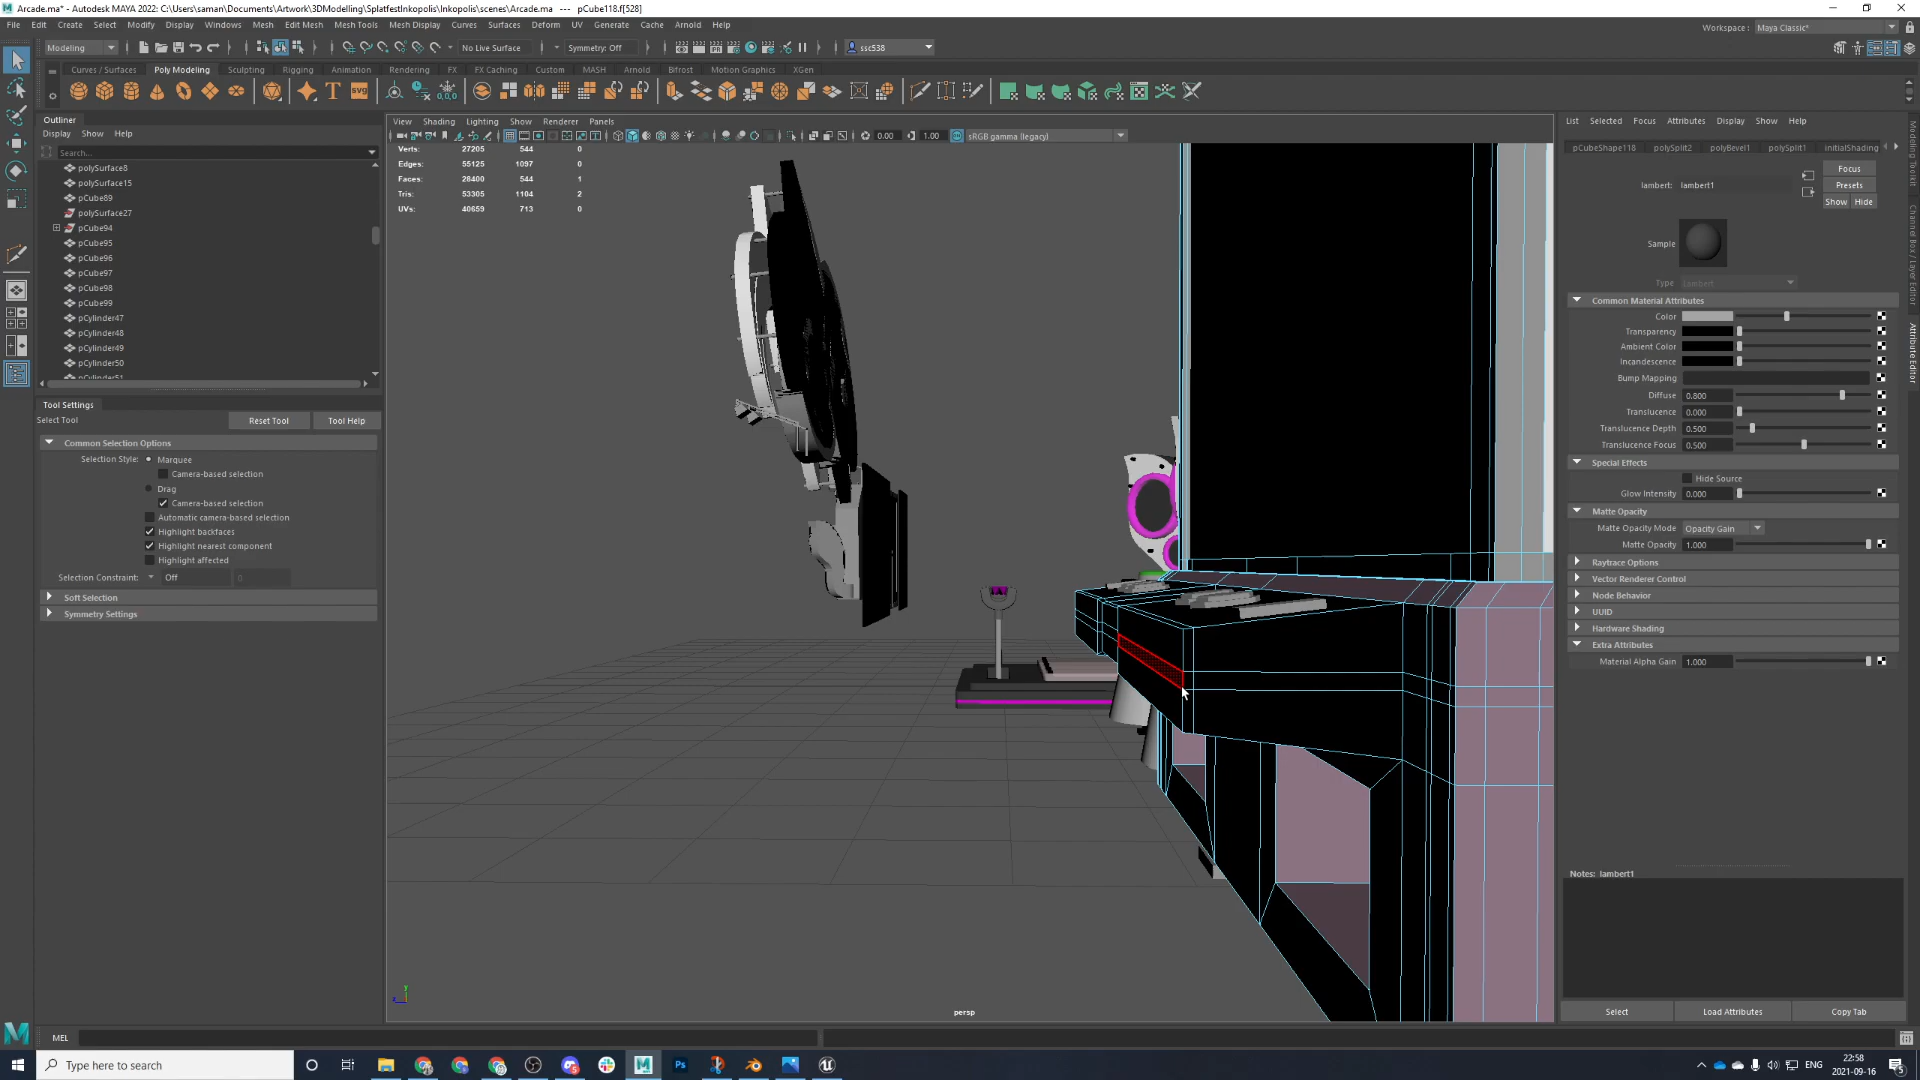 Arcade.ma* - Autodesk MAYA 2022: C:\Users\saman\Documents\Artwork\3DModelling\SplatfestInkopolis\Inkopolis\scenes\Arcade.ma --- pCube118.f[528]
File Edit Create Select Modify Display Windows Mesh Edit Mesh Mesh Tools Mesh Display Curves Surfaces Deform UV Generate Cache Arnold Help
Workspace: Maya Classic*
Modeling No Live Surface Symmetry: Off ssc538
Curves / Surfaces Poly Modeling Sculpting Rigging Animation Rendering FX FX Caching Custom MASH Arnold Bifrost Motion Graphics XGen
Outliner
Display Show Help
Search...
polySurface8
polySurface15
pCube89
polySurface27
pCube94
pCube95
pCube96
pCube97
pCube98
pCube99
pCylinder47
pCylinder48
pCylinder49
pCylinder50
pCylinder51
Tool Settings
Select Tool Reset Tool Tool Help
Common Selection Options
Selection Style: Marquee
Camera-based selection
Drag
Camera-based selection
Automatic camera-based selection
Highlight backfaces
Highlight nearest component
Highlight affected
Selection Constraint: Off 0
Soft Selection
Symmetry Settings
View Shading Lighting Show Renderer Panels
0.00 1.00 sRGB gamma (legacy)
Verts: 27205 544 0
Edges: 55125 1097 0
Faces: 28400 544 1
Tris: 53305 1104 2
UVs: 40659 713 0
persp
List Selected Focus Attributes Display Show Help
pCubeShape118 polySplit2 polyBevel1 polySplit1 initialShading
lambert: lambert1
Focus
Presets
Show Hide
Sample
Type Lambert
Common Material Attributes
Color
Transparency
Ambient Color
Incandescence
Bump Mapping
Diffuse 0.800
Translucence 0.000
Translucence Depth 0.500
Translucence Focus 0.500
Special Effects
Hide Source
Glow Intensity 0.000
Matte Opacity
Matte Opacity Mode Opacity Gain
Matte Opacity 1.000
Raytrace Options
Vector Renderer Control
Node Behavior
UUID
Hardware Shading
Extra Attributes
Material Alpha Gain 1.000
Notes: lambert1
Select Load Attributes Copy Tab
Modeling Toolkit
Channel Box / Layer Editor
Attribute Editor
MEL
Type here to search
ENG
22:58
2021-09-16